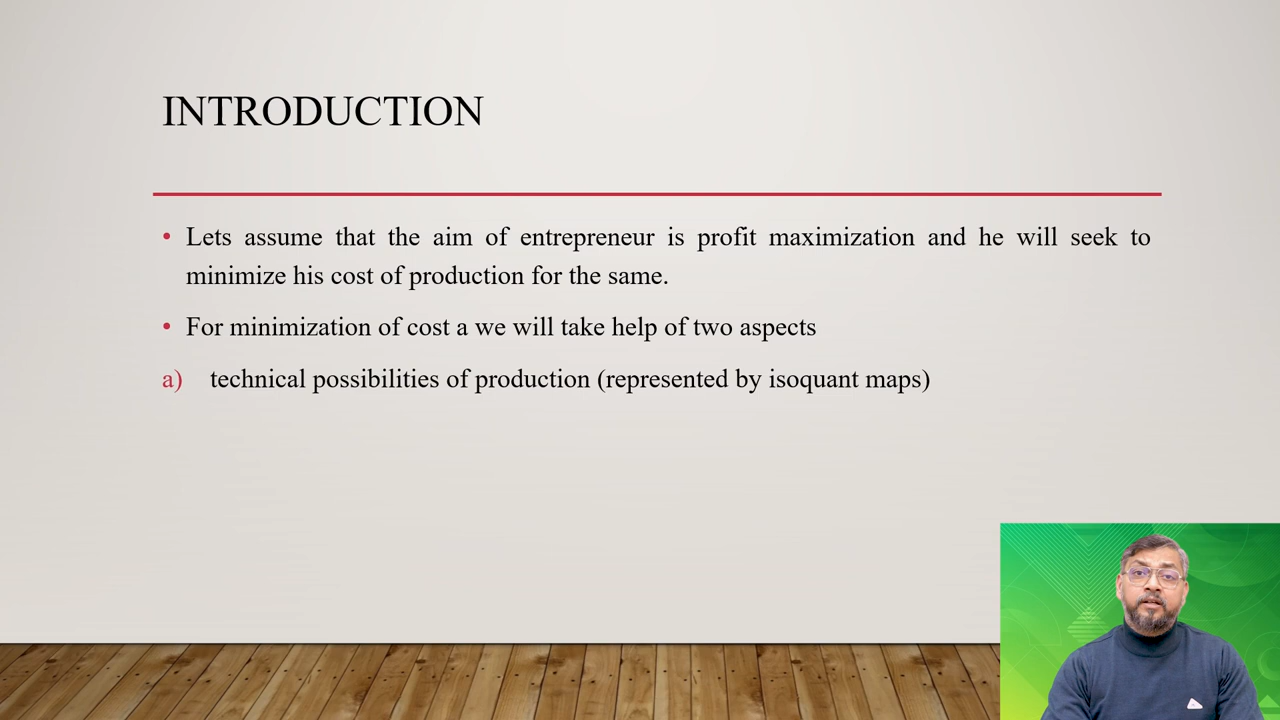 INTRODUCTION
• Lets assume that the aim of entrepreneur is profit maximization and he will seek to
minimize his cost of production for the same.
• For minimization of cost a we will take help of two aspects
a) technical possibilities of production (represented by isoquant maps)